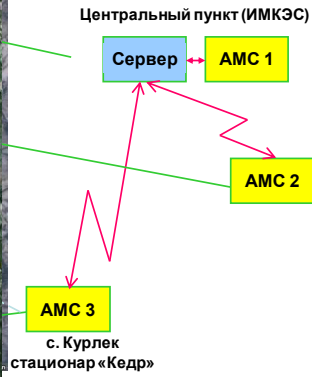 Центральный пункт (ИМКЭС)
Сервер
АМС 1
АМС 2
АМС 3
с. Курлек
стационар «Кедр»